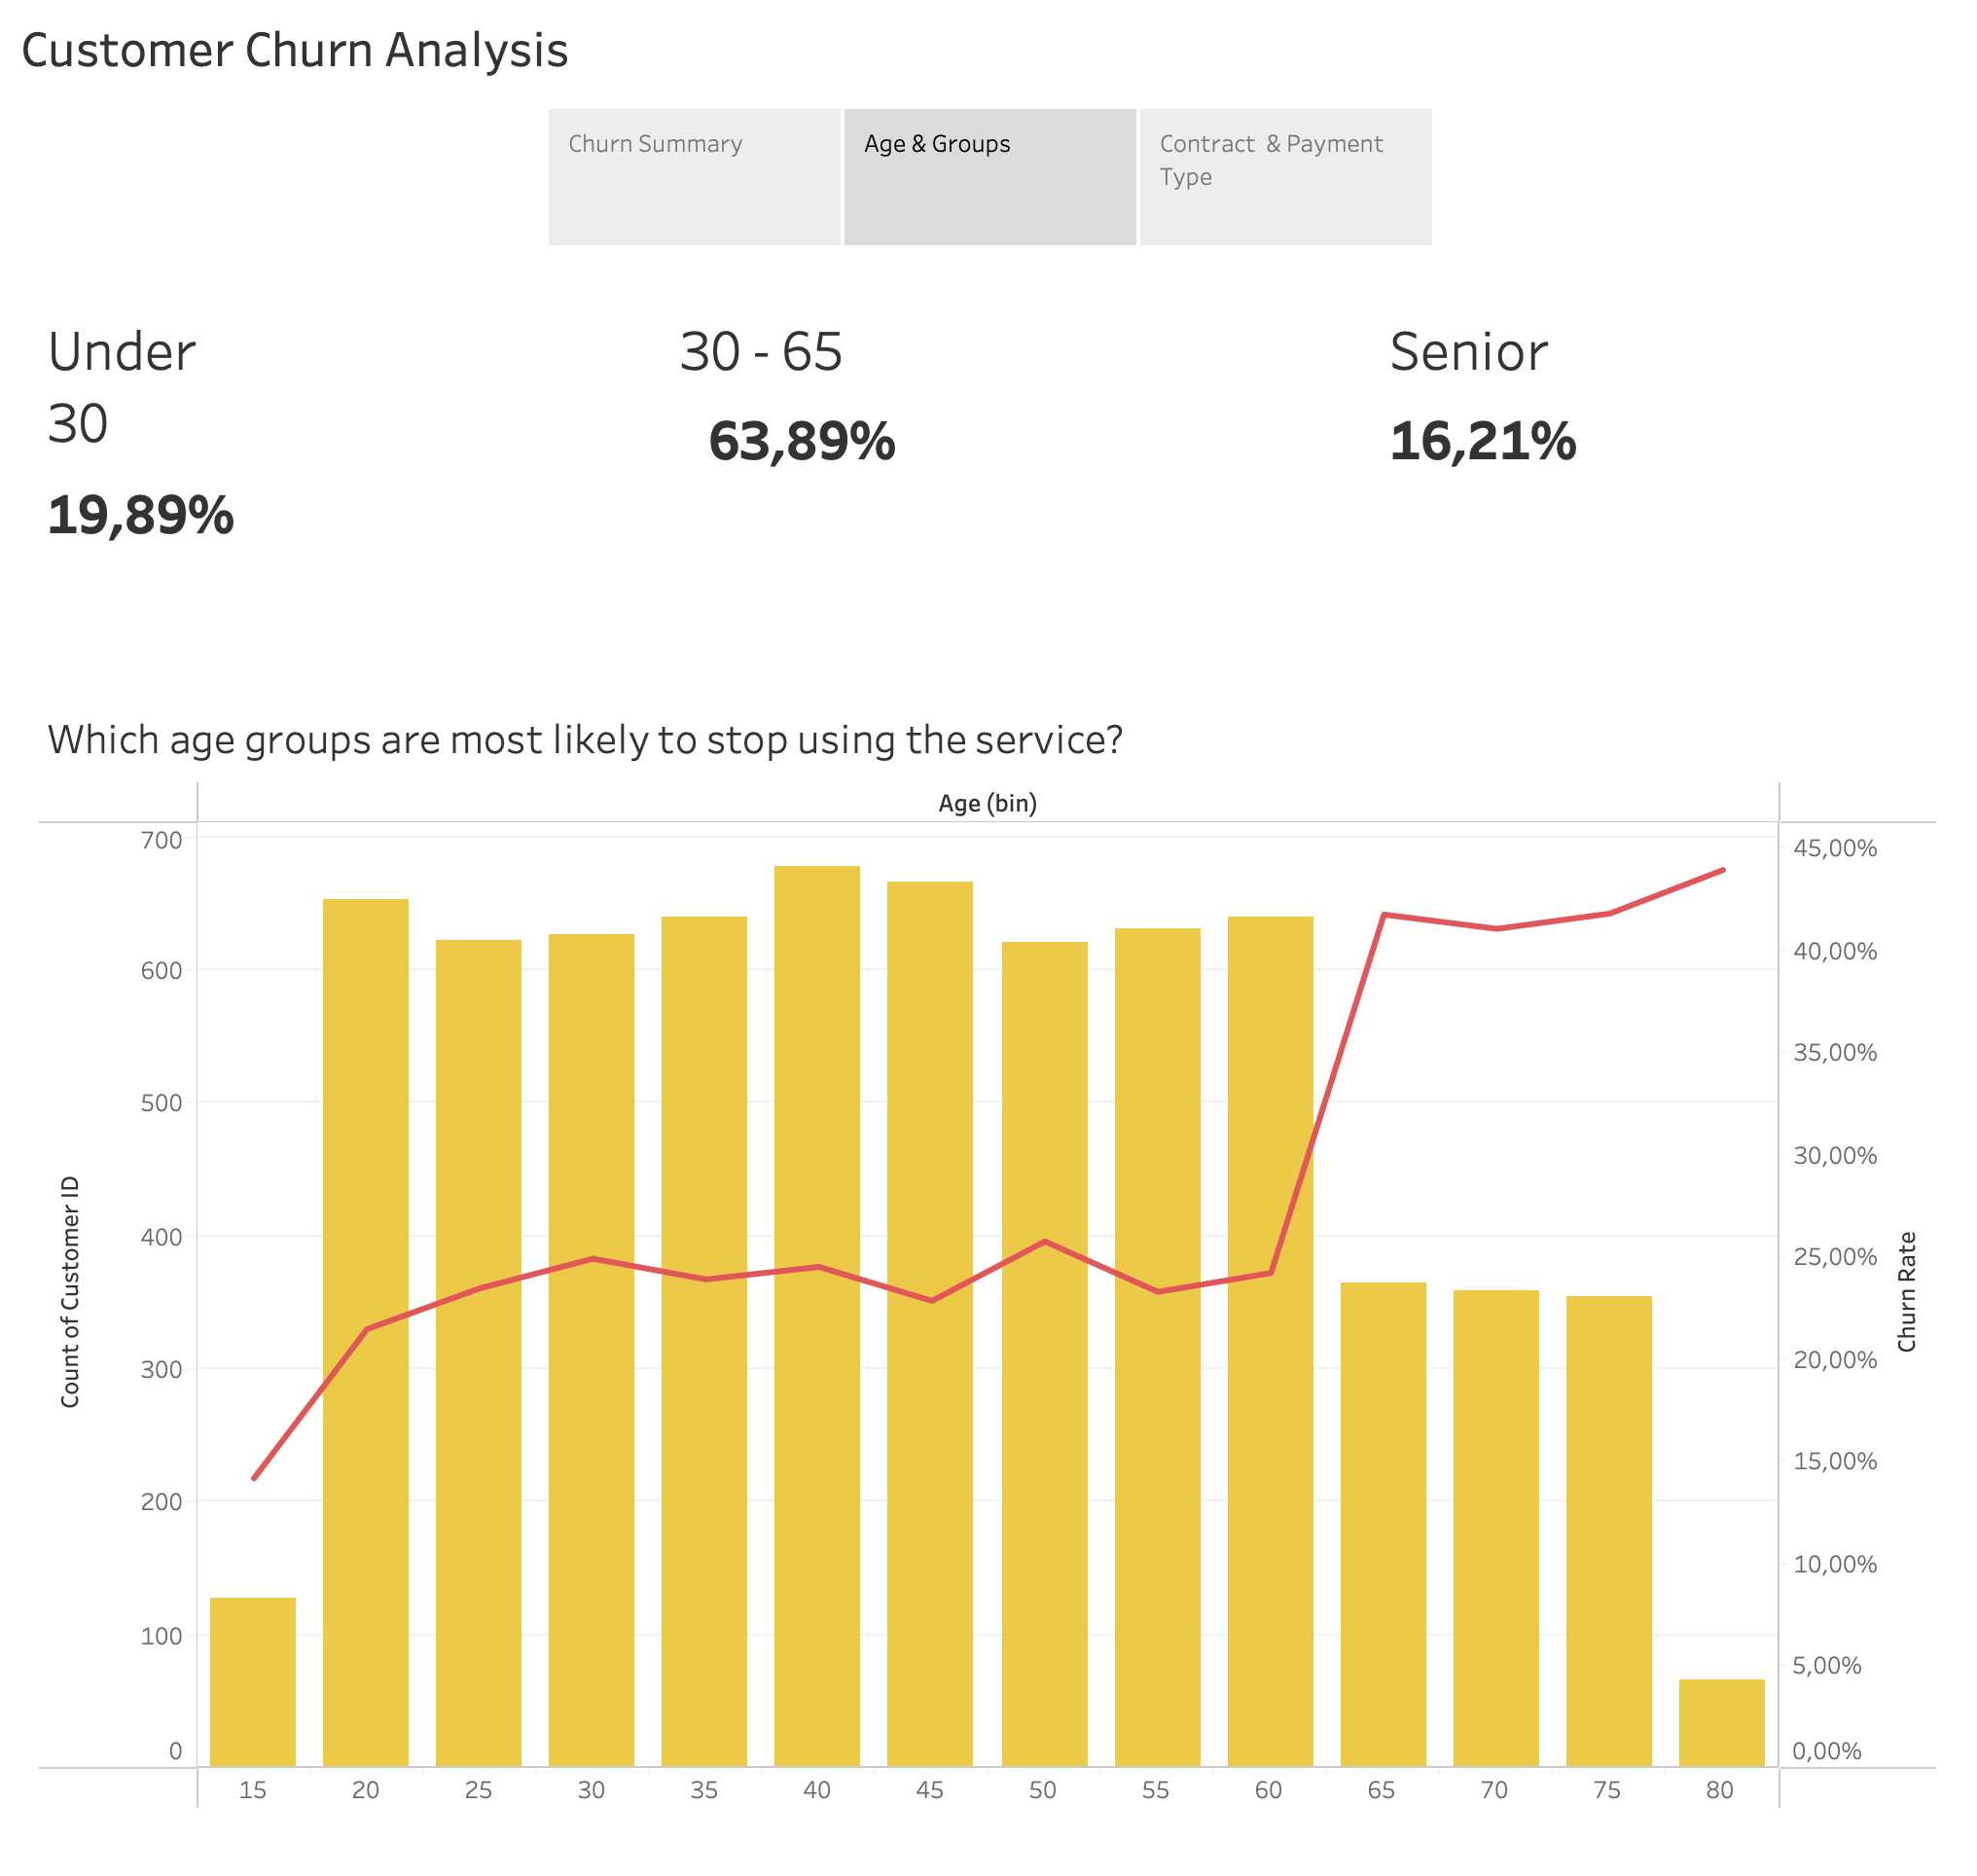 Customer Churn Analysis
Churn Summary
Age & Groups
Contract & Payment
Type
Under
30
19,89%
30 - 65
63,89%
Senior
16,21%
Which age groups are most likely to stop using the service?
Age (bin)
700
600
500
400
300
200
100
0
Count of Customer ID
45,00%
40,00%
35,00%
30,00%
25,00%
20,00%
15,00%
10,00%
5,00%
0,00%
Churn Rate
15 20 25 30 35 40 45 50 55 60 65 70 75 80